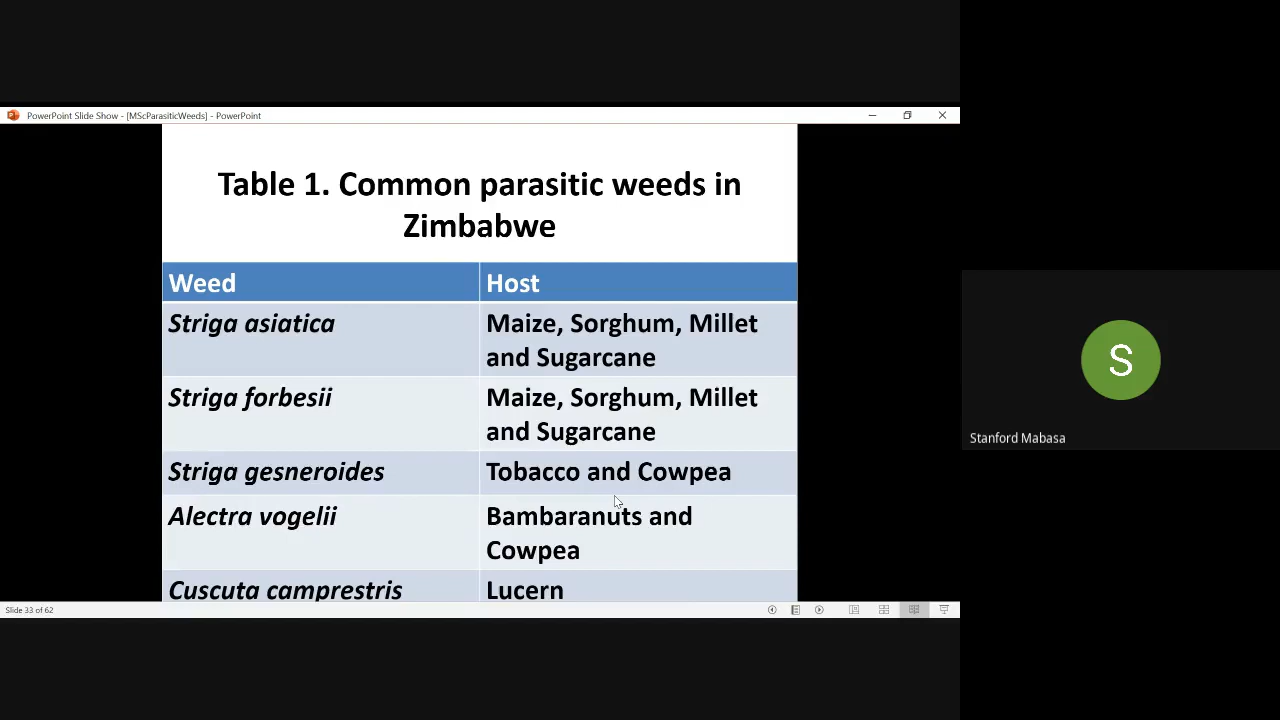 PowerPoint Slide Show - [MScParasiticWeeds] - PowerPoint
Table 1. Common parasitic weeds in
Zimbabwe
Weed
Host
Striga asiatica
Maize, Sorghum, Millet
and Sugarcane
Striga forbesii
Maize, Sorghum, Millet
and Sugarcane
Striga gesneroides
Tobacco and Cowpea
Alectra vogelii
Bambaranuts and
Cowpea
Cuscuta camprestris
Lucern
Slide 33 of 62
S
Stanford Mabasa